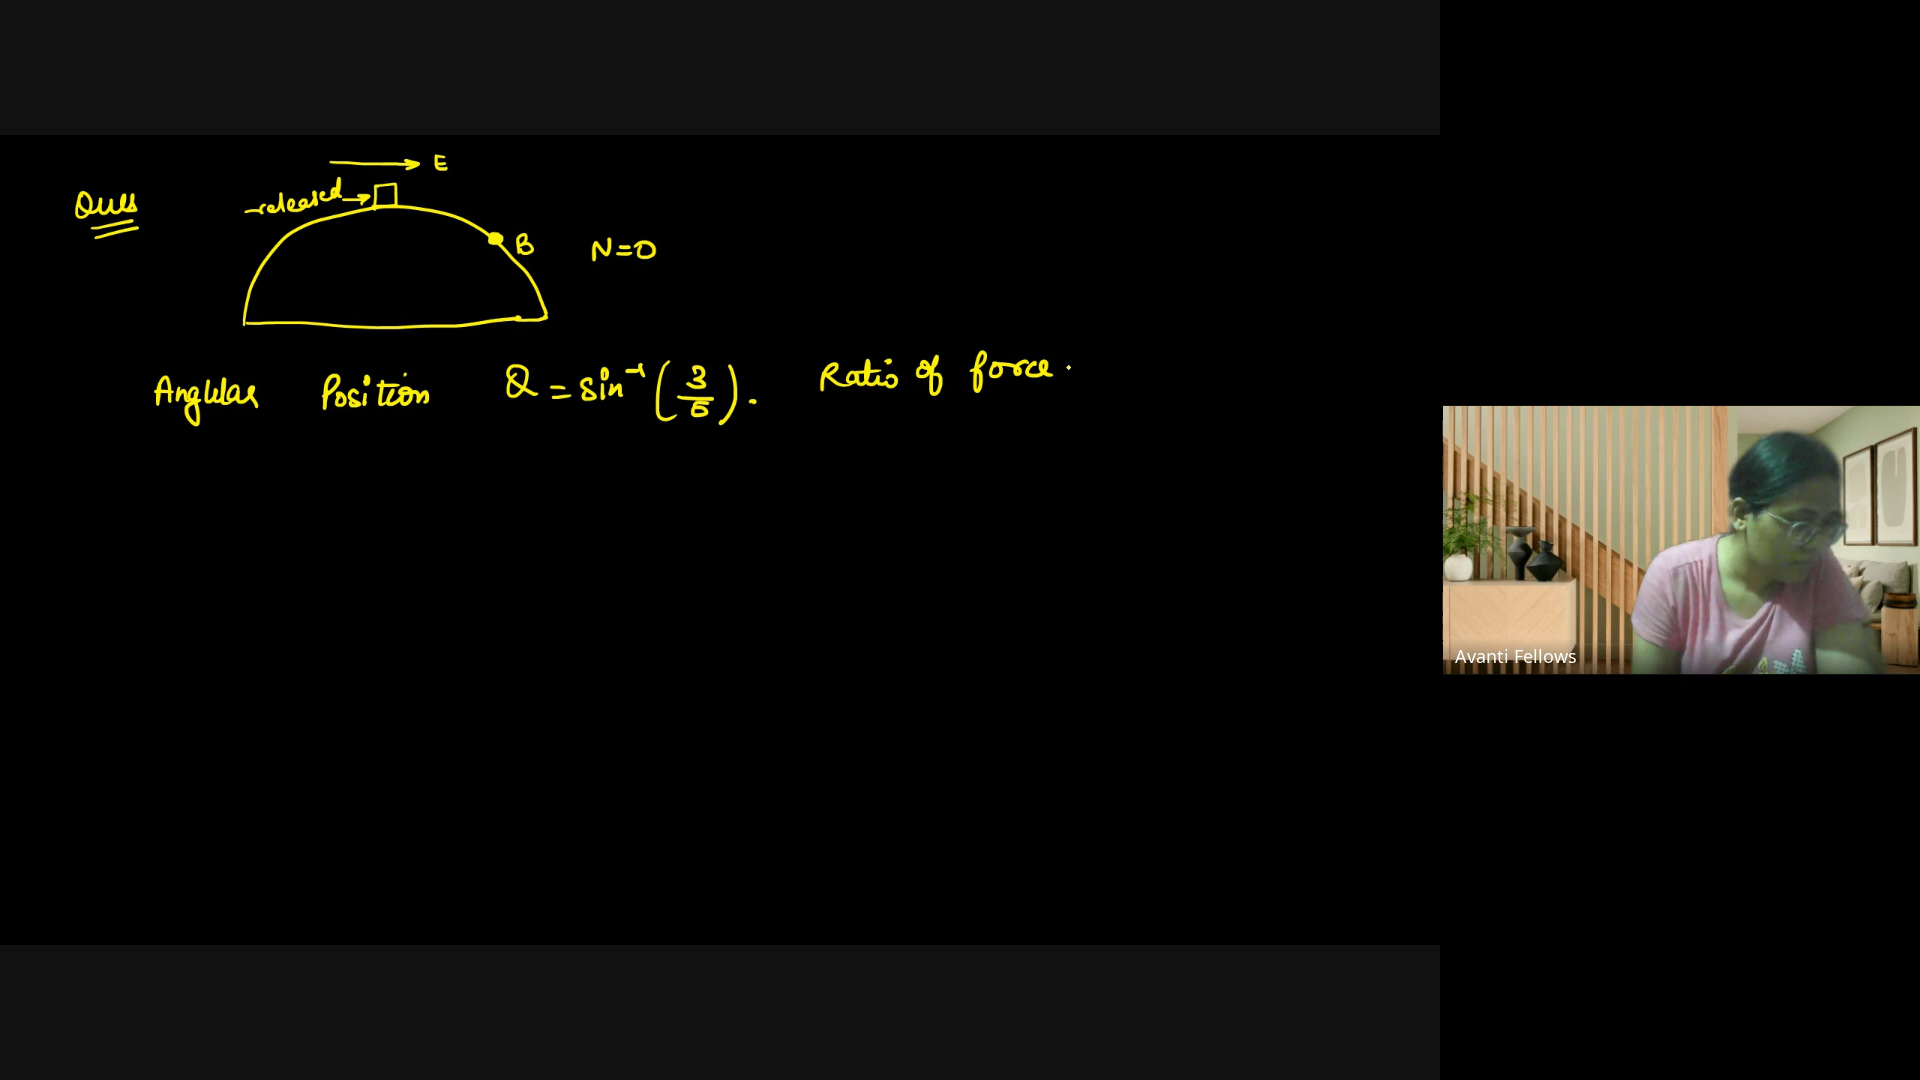 → E
Ques released →
B N=0
Angular Position Q = sin⁻¹ (3/5). Ratio of force.
Avanti Fellows